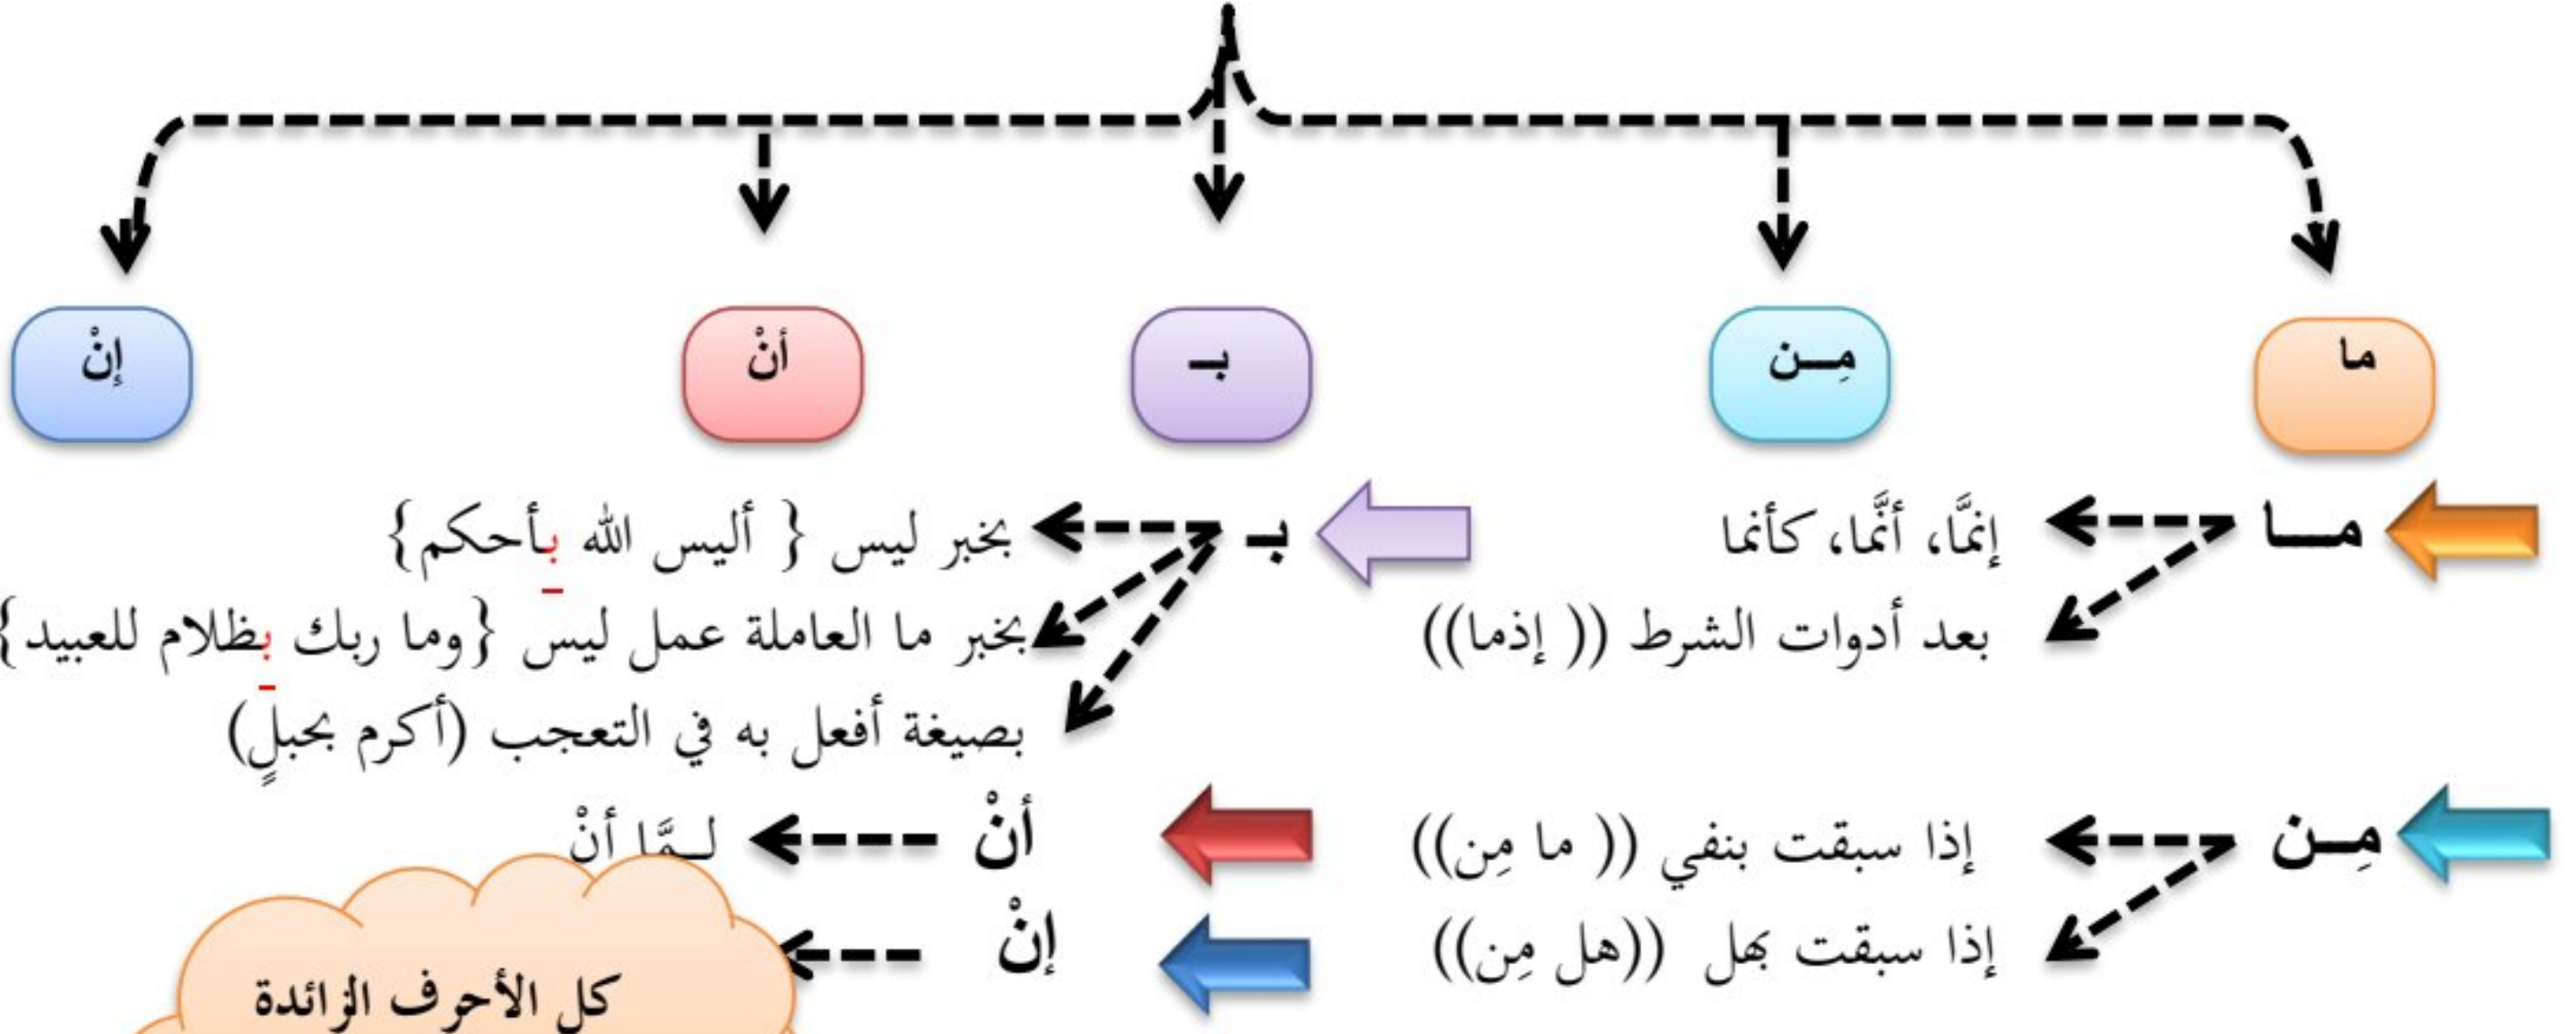 ما
مِـن
بـ
أنْ
إنْ
مــا
إنمَّا، أنَّما، كأنما
بعد أدوات الشرط (( إذما))
مِـن
إذا سبقت بنفي (( ما مِن))
إذا سبقت بهل ((هل مِن))
بـ
بخبر ليس { أليس الله بأحكم}
بخبر ما العاملة عمل ليس {وما ربك بظلام للعبيد}
بصيغة أفعل به في التعجب (أكرم بحبلٍ)
أنْ
لـمَّا أنْ
إنْ
كل الأحرف الزائدة